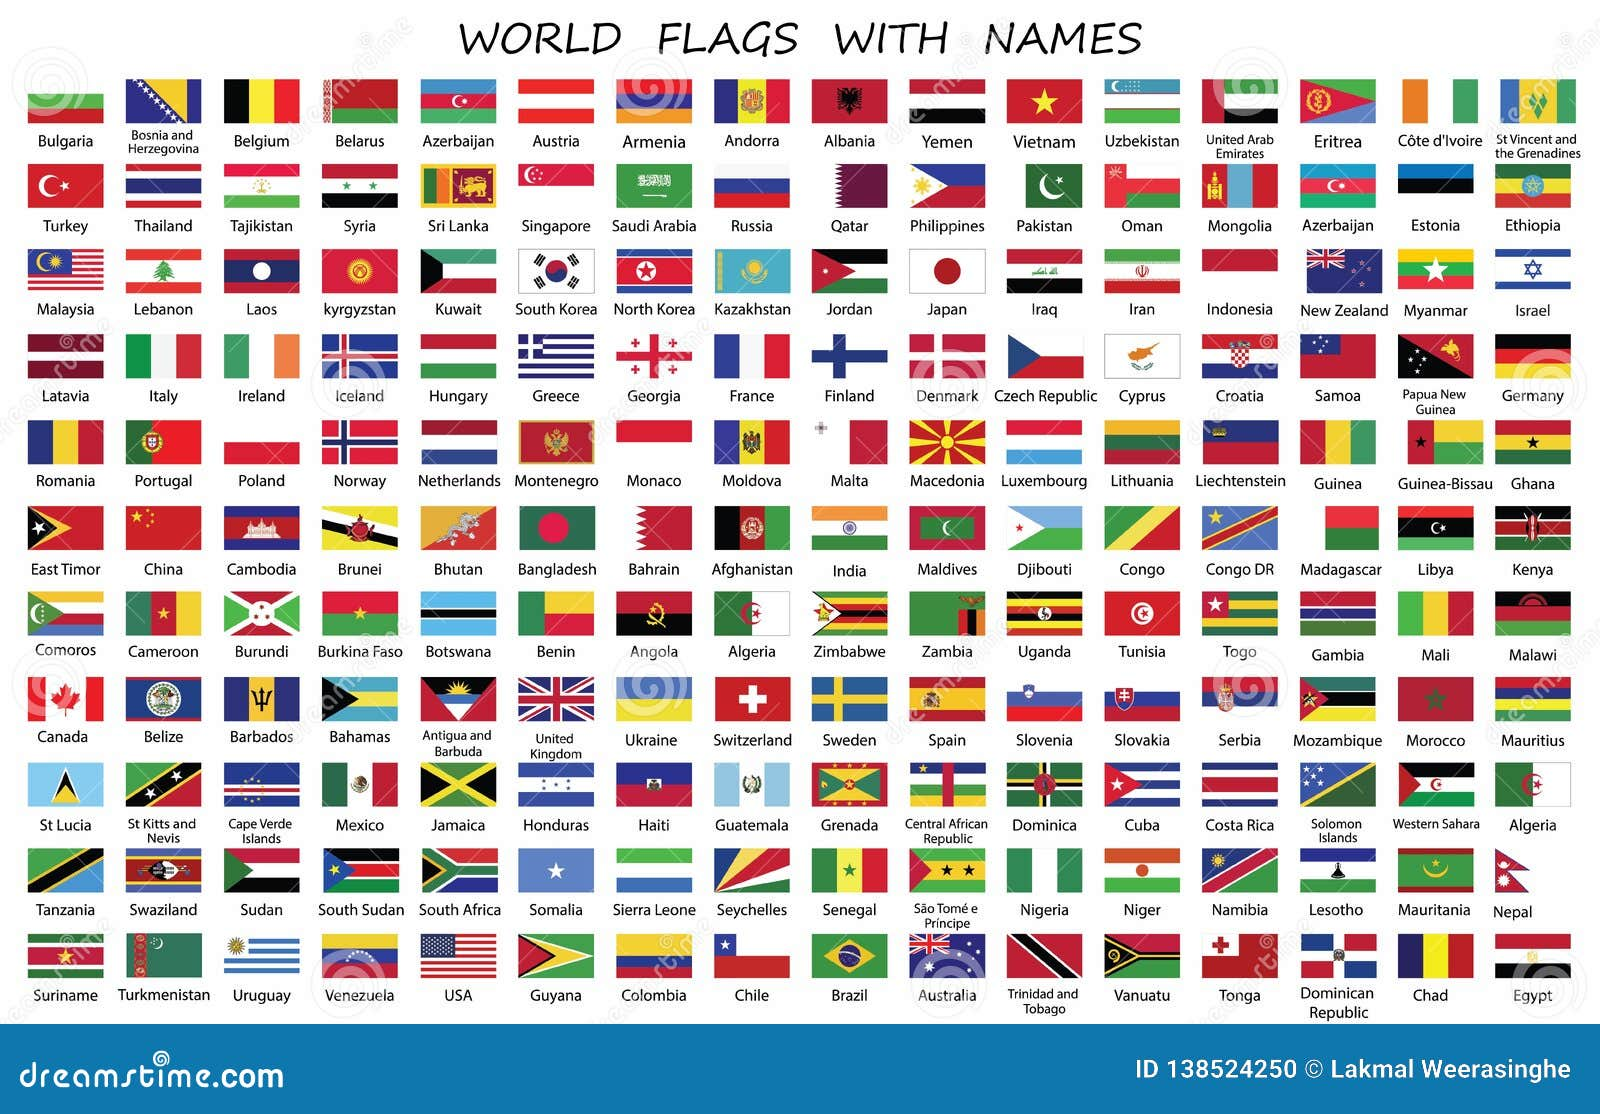 WORLD FLAGS WITH NAMES
Bulgaria
Bosnia and
Herzegovina
Belgium
Belarus
Azerbaijan
Austria
Armenia
Andorra
Albania
Yemen
Vietnam
Uzbekistan
United Arab
Emirates
Eritrea
Côte d'Ivoire
St Vincent and
the Grenadines
Turkey
Thailand
Tajikistan
Syria
Sri Lanka
Singapore
Saudi Arabia
Russia
Qatar
Philippines
Pakistan
Oman
Mongolia
Azerbaijan
Estonia
Ethiopia
Malaysia
Lebanon
Laos
kyrgyzstan
Kuwait
South Korea
North Korea
Kazakhstan
Jordan
Japan
Iraq
Iran
Indonesia
New Zealand
Myanmar
Israel
Latavia
Italy
Ireland
Iceland
Hungary
Greece
Georgia
France
Finland
Denmark
Czech Republic
Cyprus
Croatia
Samoa
Papua New
Guinea
Germany
Romania
Portugal
Poland
Norway
Netherlands
Montenegro
Monaco
Moldova
Malta
Macedonia
Luxembourg
Lithuania
Liechtenstein
Guinea
Guinea-Bissau
Ghana
East Timor
China
Cambodia
Brunei
Bhutan
Bangladesh
Bahrain
Afghanistan
India
Maldives
Djibouti
Congo
Congo DR
Madagascar
Libya
Kenya
Comoros
Cameroon
Burundi
Burkina Faso
Botswana
Benin
Angola
Algeria
Zimbabwe
Zambia
Uganda
Tunisia
Togo
Gambia
Mali
Malawi
Canada
Belize
Barbados
Bahamas
Antigua and
Barbuda
United
Kingdom
Ukraine
Switzerland
Sweden
Spain
Slovenia
Slovakia
Serbia
Mozambique
Morocco
Mauritius
St Lucia
St Kitts and
Nevis
Cape Verde
Islands
Mexico
Jamaica
Honduras
Haiti
Guatemala
Grenada
Central African
Republic
Dominica
Cuba
Costa Rica
Solomon
Islands
Western Sahara
Algeria
Tanzania
Swaziland
Sudan
South Sudan
South Africa
Somalia
Sierra Leone
Seychelles
Senegal
São Tomé e
Príncipe
Nigeria
Niger
Namibia
Lesotho
Mauritania
Nepal
Suriname
Turkmenistan
Uruguay
Venezuela
USA
Guyana
Colombia
Chile
Brazil
Australia
Trinidad and
Tobago
Vanuatu
Tonga
Dominican
Republic
Chad
Egypt
dreamstime.com
ID 138524250 © Lakmal Weerasinghe